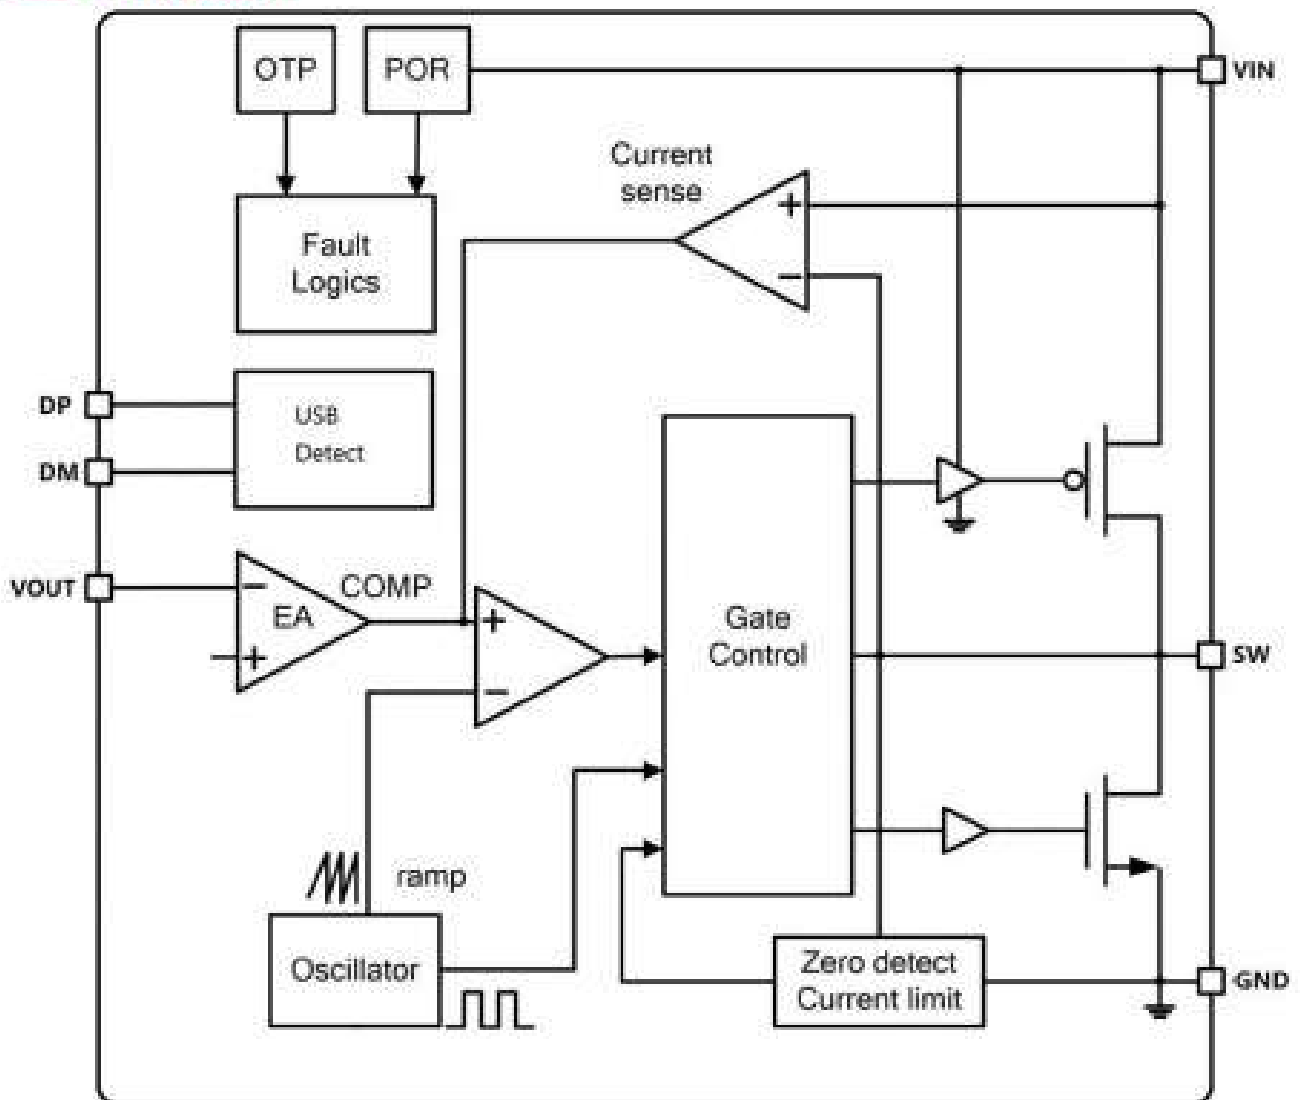 OTP
POR
VIN
Current
sense
+
−
Fault
Logics
DP
DM
USB
Detect
VOUT
−
EA
+
COMP
+
−
Gate
Control
SW
ramp
Oscillator
Zero detect
Current limit
GND